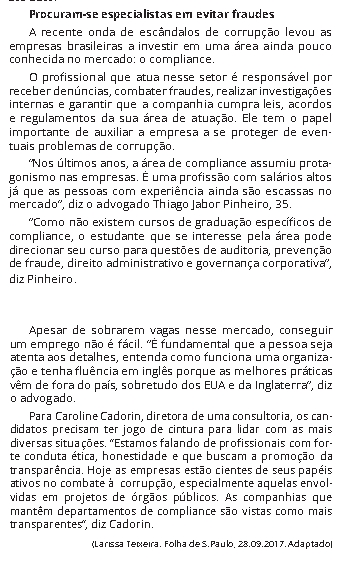 Procuram-se especialistas em evitar fraudes
A recente onda de escândalos de corrupção levou as
empresas brasileiras a investir em uma área ainda pouco
conhecida no mercado: o compliance.
O profissional que atua nesse setor é responsável por
receber denúncias, combater fraudes, realizar investigações
internas e garantir que a companhia cumpra leis, acordos
e regulamentos da sua área de atuação. Ele tem o papel
importante de auxiliar a empresa a se proteger de even-
tuais problemas de corrupção.
“Nos últimos anos, a área de compliance assumiu prota-
gonismo nas empresas. É uma profissão com salários altos
já que as pessoas com experiência ainda são escassas no
mercado”, diz o advogado Thiago Jabor Pinheiro, 35.
“Como não existem cursos de graduação específicos de
compliance, o estudante que se interesse pela área pode
direcionar seu curso para questões de auditoria, prevenção
de fraude, direito administrativo e governança corporativa”,
diz Pinheiro.
Apesar de sobrarem vagas nesse mercado, conseguir
um emprego não é fácil. “É fundamental que a pessoa seja
atenta aos detalhes, entenda como funciona uma organiza-
ção e tenha fluência em inglês porque as melhores práticas
vêm de fora do país, sobretudo dos EUA e da Inglaterra”, diz
o advogado.
Para Caroline Cadorin, diretora de uma consultoria, os can-
didatos precisam ter jogo de cintura para lidar com as mais
diversas situações. “Estamos falando de profissionais com for-
te conduta ética, honestidade e que buscam a promoção da
transparência. Hoje as empresas estão cientes de seus papéis
ativos no combate à corrupção, especialmente aquelas envol-
vidas em projetos de órgãos públicos. As companhias que
mantêm departamentos de compliance são vistas como mais
transparentes”, diz Cadorin.
(Larissa Teixeira. Folha de S.Paulo, 28.09.2017. Adaptado)